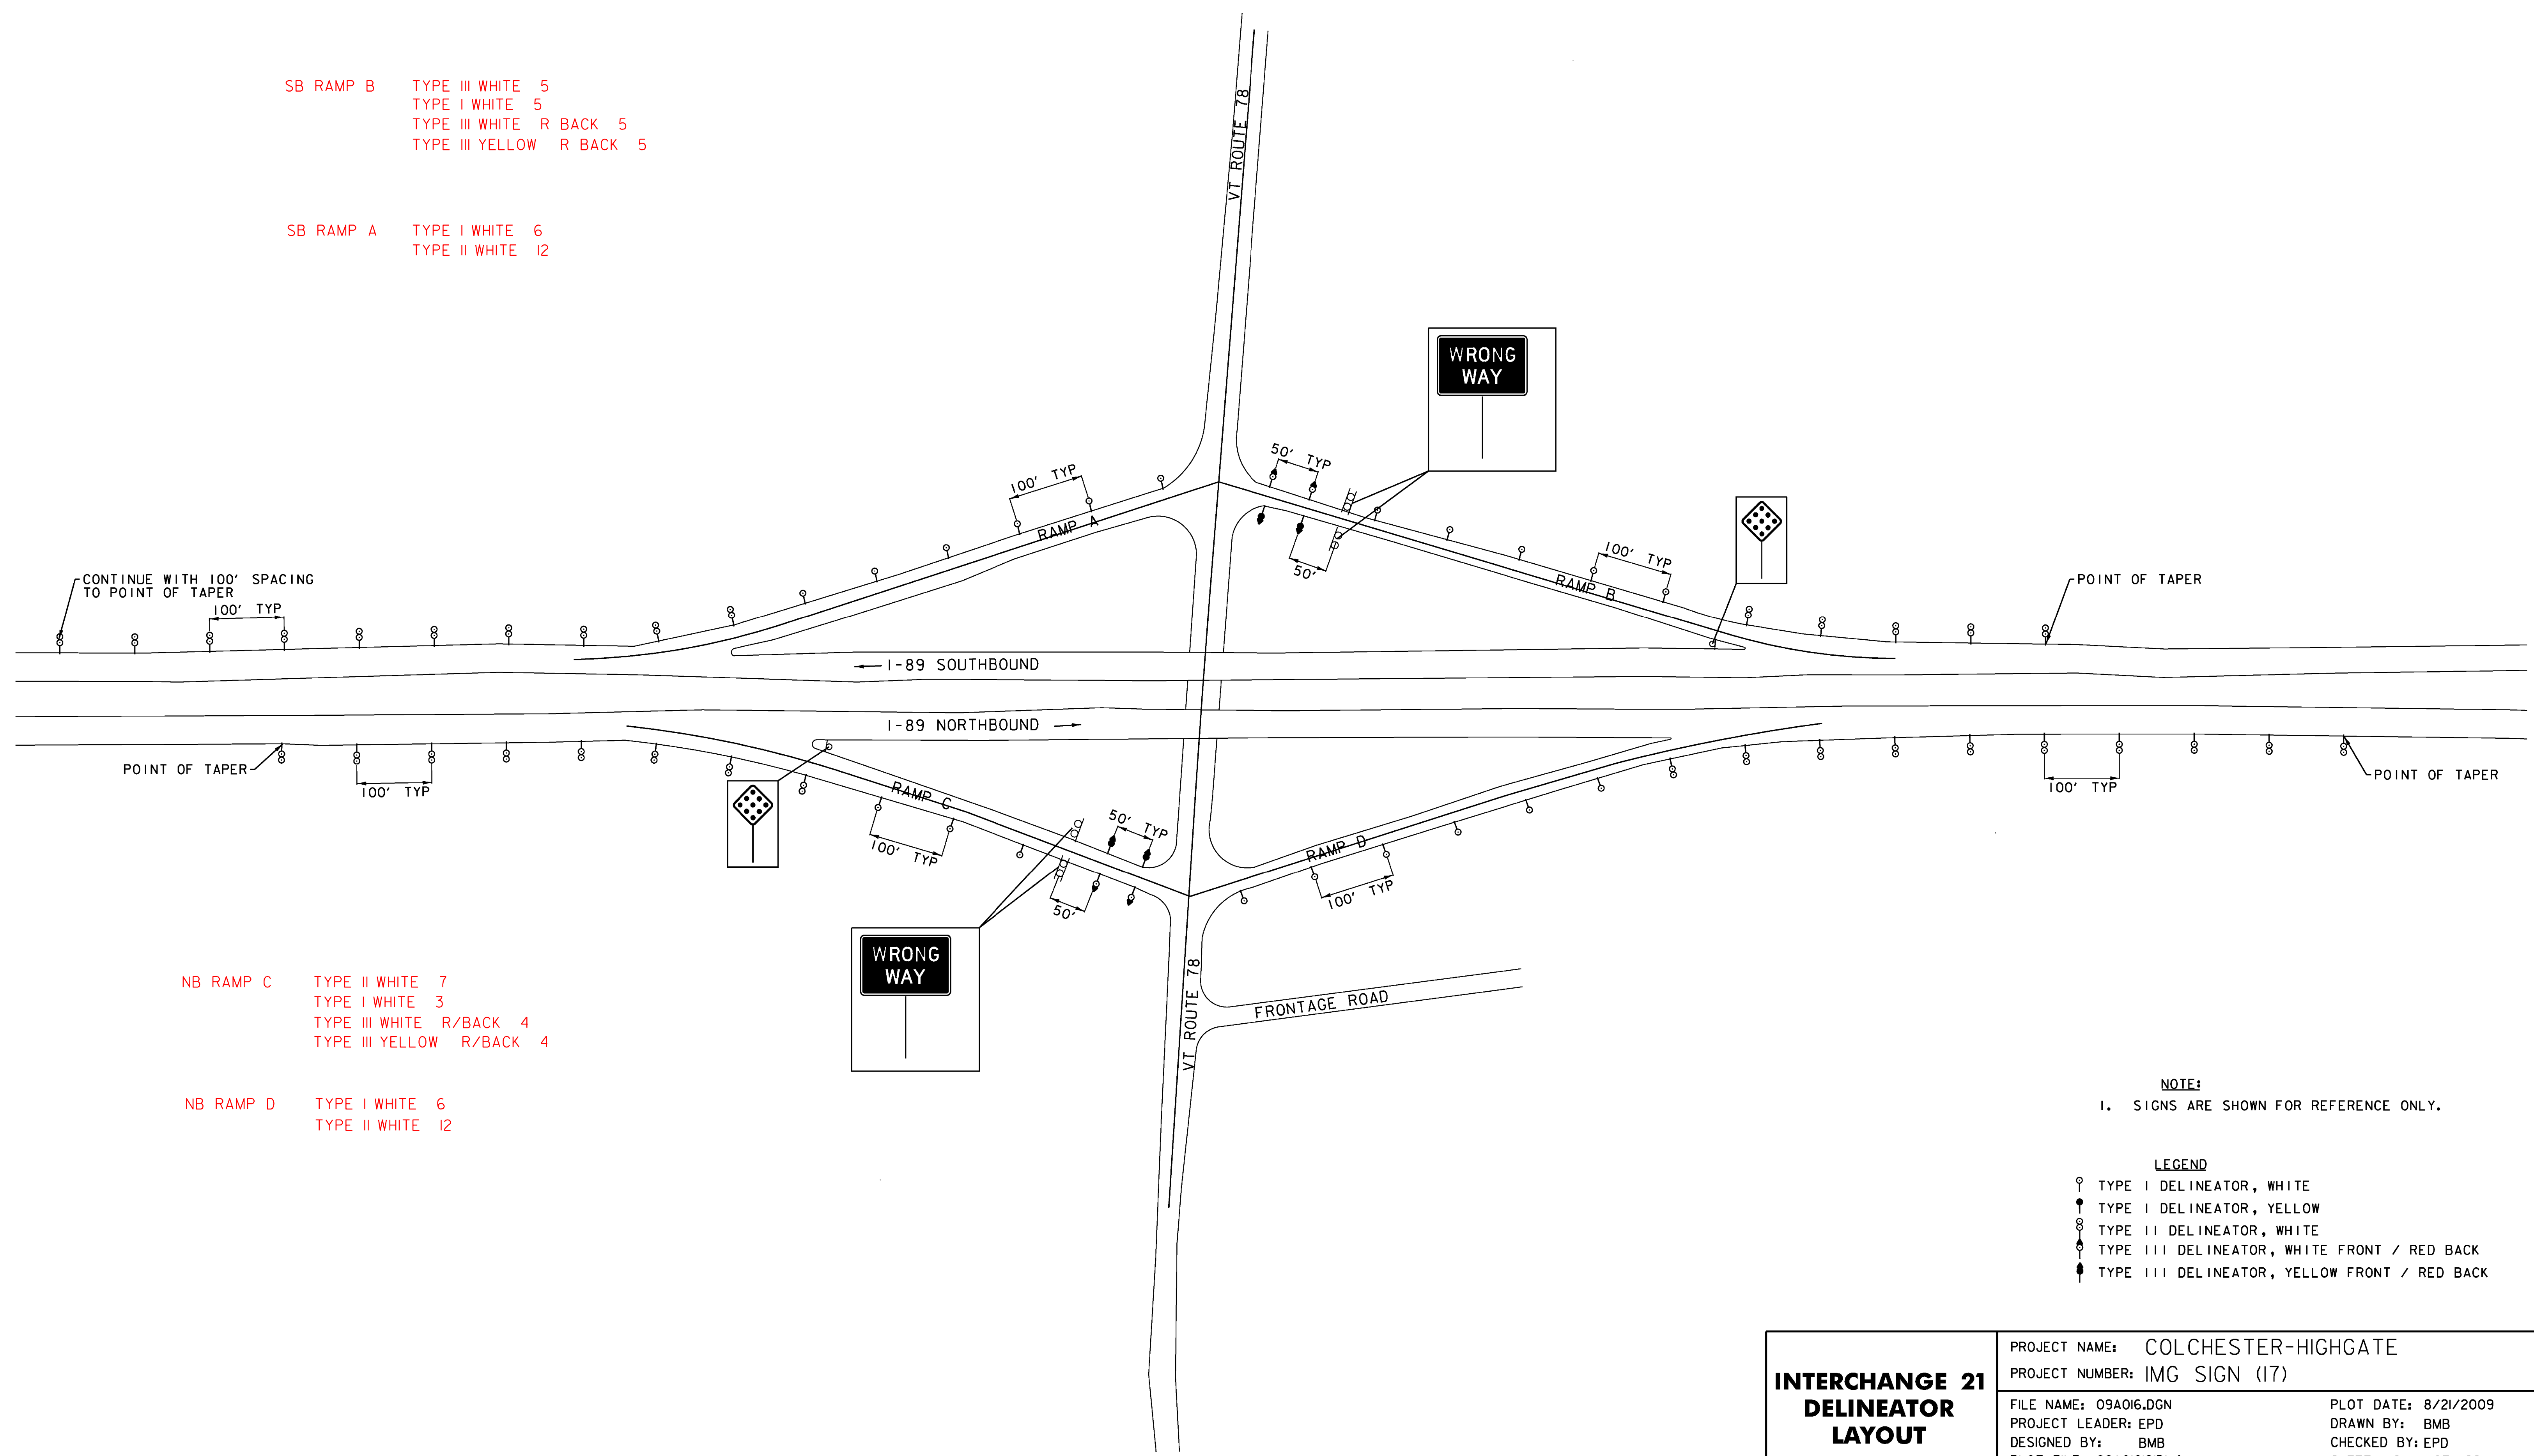 SB RAMP B TYPE III WHITE 5
TYPE I WHITE 5
TYPE III WHITE R BACK 5
TYPE III YELLOW R BACK 5
SB RAMP A TYPE I WHITE 6
TYPE II WHITE 12
VT ROUTE 78
WRONG
WAY
50' TYP
100' TYP
RAMP A
50'
100' TYP
RAMP B
CONTINUE WITH 100' SPACING
TO POINT OF TAPER
100' TYP
POINT OF TAPER
I-89 SOUTHBOUND
I-89 NORTHBOUND
POINT OF TAPER
100' TYP
RAMP C
100' TYP
50' TYP
50'
RAMP D
100' TYP
100' TYP
POINT OF TAPER
WRONG
WAY
VT ROUTE 78
FRONTAGE ROAD
NB RAMP C TYPE II WHITE 7
TYPE I WHITE 3
TYPE III WHITE R/BACK 4
TYPE III YELLOW R/BACK 4
NB RAMP D TYPE I WHITE 6
TYPE II WHITE 12
NOTE:
1. SIGNS ARE SHOWN FOR REFERENCE ONLY.
LEGEND
TYPE I DELINEATOR, WHITE
TYPE I DELINEATOR, YELLOW
TYPE II DELINEATOR, WHITE
TYPE III DELINEATOR, WHITE FRONT / RED BACK
TYPE III DELINEATOR, YELLOW FRONT / RED BACK
INTERCHANGE 21
DELINEATOR
LAYOUT
PROJECT NAME: COLCHESTER-HIGHGATE
PROJECT NUMBER: IMG SIGN (17)
FILE NAME: 09A016.DGN PLOT DATE: 8/21/2009
PROJECT LEADER: EPD DRAWN BY: BMB
DESIGNED BY: BMB CHECKED BY: EPD